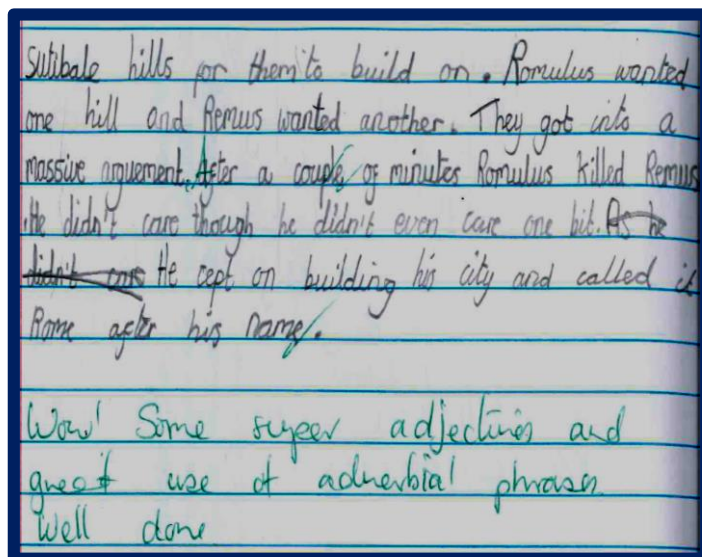 sutibale hills for them to build on. Romulus wanted
one hill and Remus wanted another. They got into a
massive arguement. After a couple of minutes Romulus killed Remus
.He didn't care though he didn't even care one bit. As he
didn't care He cept on building his city and called it
Rome after his name.
Wow! Some super adjectives and
great use of adverbial phrases
Well done